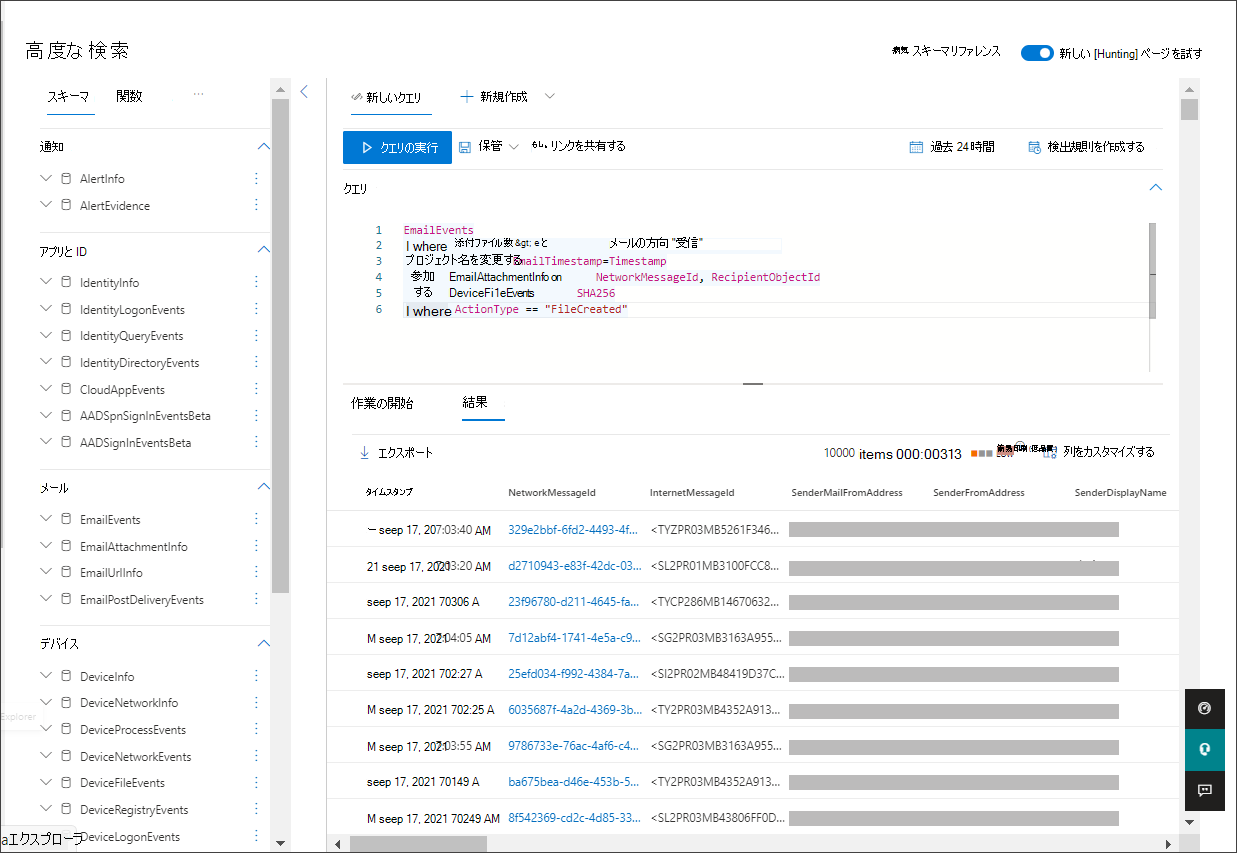 高度な検索
病気 スキーマリファレンス
新しい [Hunting] ページを試す
スキーマ 関数 ...
新しいクエリ 新規作成
クエリの実行 保管 もし, リンクを共有する
過去 24 時間 検出規則を作成する
クエリ
通知
AlertInfo
AlertEvidence
アプリと ID
IdentityInfo
IdentityLogonEvents
IdentityQueryEvents
IdentityDirectoryEvents
CloudAppEvents
AADSpnSignInEventsBeta
AADSignInEventsBeta
メール
EmailEvents
EmailAttachmentInfo
EmailUrlInfo
EmailPostDeliveryEvents
デバイス
DeviceInfo
DeviceNetworkInfo
DeviceProcessEvents
DeviceNetworkEvents
DeviceFileEvents
DeviceRegistryEvents
DeviceLogonEvents
Explorer
aエクスプローラ
1 EmailEvents
2 I where 添付ファイル数 &gt; e と メールの方向 "受信"
3 プロジェクト名を変更する EmailTimestamp=Timestamp
4 参加 EmailAttachmentInfo on NetworkMessageId, RecipientObjectId
5 する DeviceFi1eEvents SHA256
6 I where ActionType == "FileCreated"
作業の開始 結果
エクスポート
10000 items 000:00313
列をカスタマイズする
タイムスタンプ NetworkMessageId InternetMessageId SenderMailFromAddress SenderFromAddress SenderDisplayName
ー seep 17, 207:03:40 AM 329e2bbf-6fd2-4493-4f... <TYZPR03MB5261F346...
21 seep 17, 2021 7:03:20 AM d2710943-e83f-42dc-03... <SL2PR01MB3100FCC8...
seep 17, 2021 70306 A 23f96780-d211-4645-fa... <TYCP286MB14670632...
M seep 17, 2021 7:04:05 AM 7d12abf4-1741-4e5a-c9... <SG2PR03MB3163A955...
seep 17, 2021 702:27 A 25efd034-f992-4384-7a... <SI2PR02MB48419D37C...
M seep 17, 2021 702:25 A 6035687f-4a2d-4369-3b... <TY2PR03MB4352A913...
M seep 17, 2021 7:03:55 AM 9786733e-76ac-4af6-c4... <SG2PR03MB3163A955...
seep 17, 2021 70149 A ba675bea-d46e-453b-5... <TY2PR03MB4352A913...
M seep 17, 2021 70249 AM 8f542369-cd2c-4d85-33... <SL2PR03MB43806FF0D...